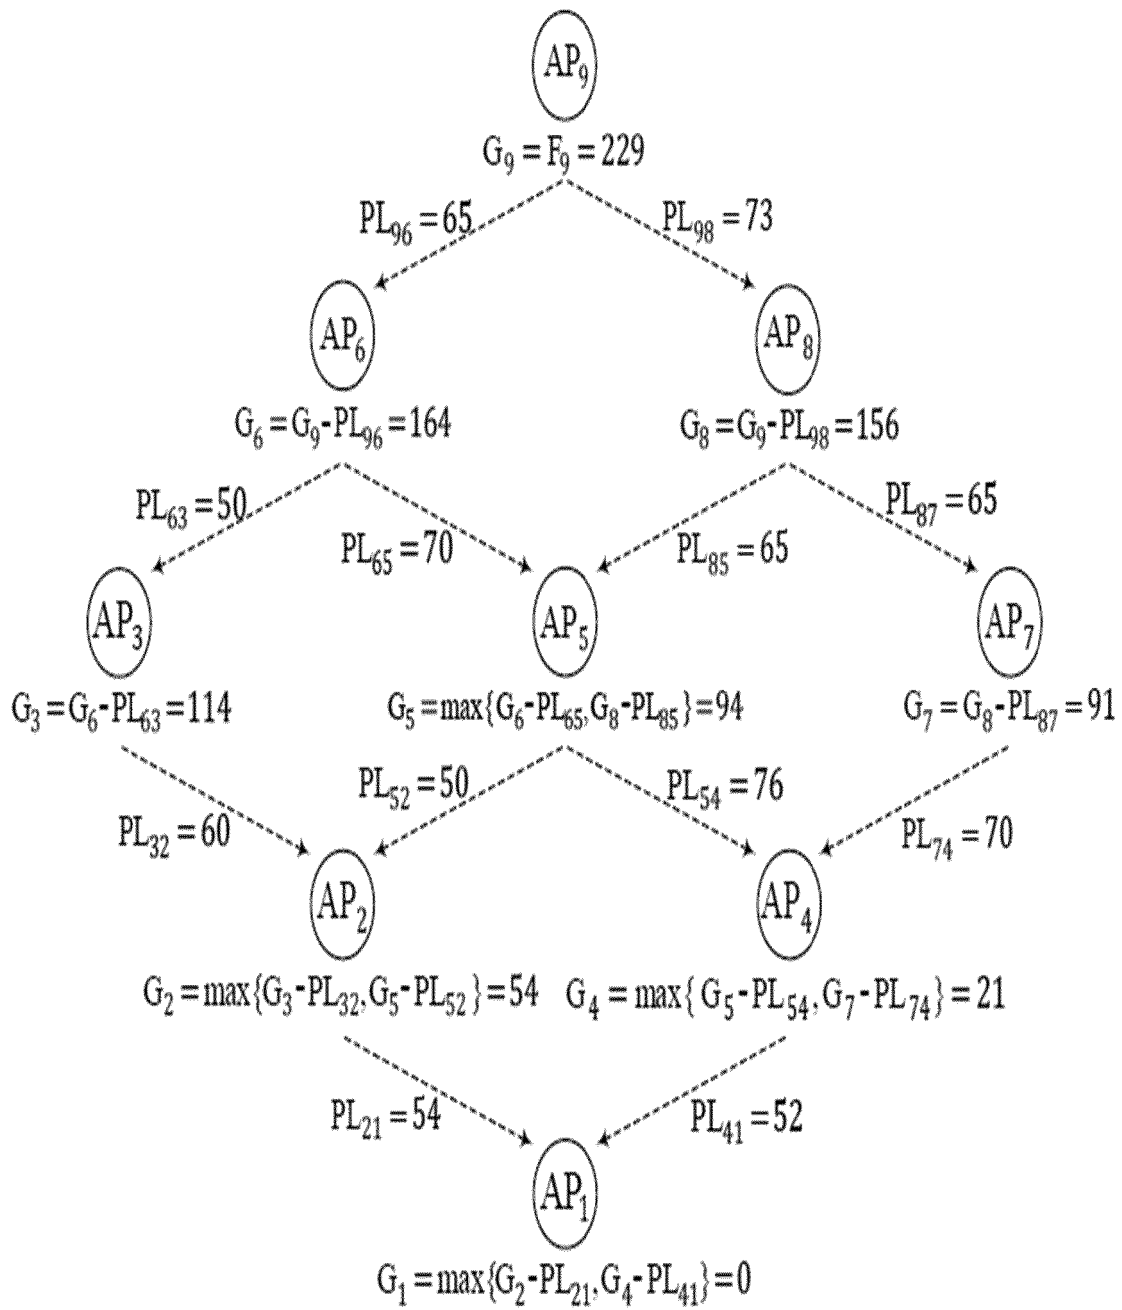 AP₉
G₉ = F₉ = 229
PL₉₆ = 65
PL₉₈ = 73
AP₆
AP₈
G₆ = G₉-PL₉₆ = 164
G₈ = G₉-PL₉₈ = 156
PL₆₃ = 50
PL₈₇ = 65
PL₆₅ = 70
PL₈₅ = 65
AP₃
AP₅
AP₇
G₃ = G₆-PL₆₃ = 114
G₅ = max{G₆-PL₆₅, G₈-PL₈₅} = 94
G₇ = G₈-PL₈₇ = 91
PL₅₂ = 50
PL₅₄ = 76
PL₃₂ = 60
PL₇₄ = 70
AP₂
AP₄
G₂ = max{G₃-PL₃₂, G₅-PL₅₂} = 54
G₄ = max{G₅-PL₅₄, G₇-PL₇₄} = 21
PL₂₁ = 54
PL₄₁ = 52
AP₁
G₁ = max{G₂-PL₂₁, G₄-PL₄₁} = 0